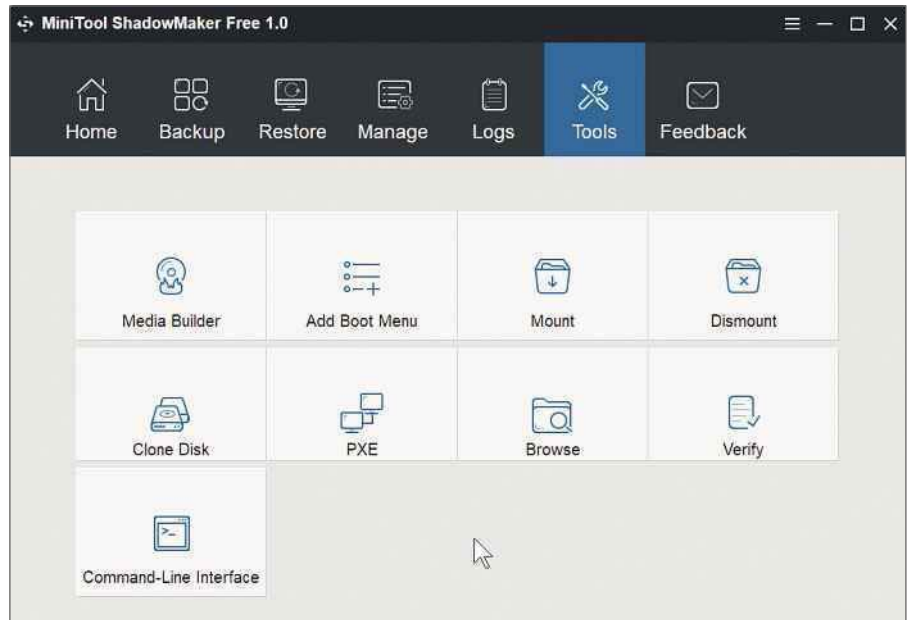 MiniTool ShadowMaker Free 1.0
Home Backup Restore Manage Logs Tools Feedback
Media Builder Add Boot Menu Mount Dismount
Clone Disk PXE Browse Verify
Command-Line Interface